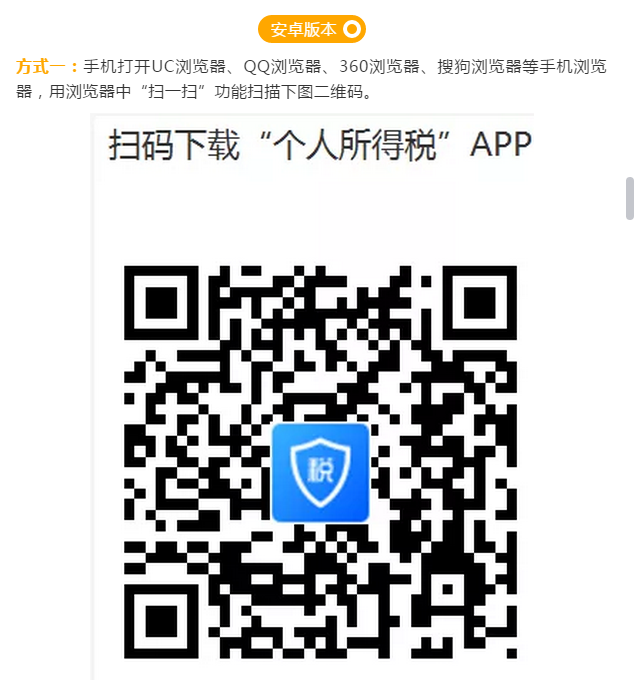 安卓版本
方式一：手机打开UC浏览器、QQ浏览器、360浏览器、搜狗浏览器等手机浏览
器，用浏览器中“扫一扫”功能扫描下图二维码。
扫码下载“个人所得税”APP
税